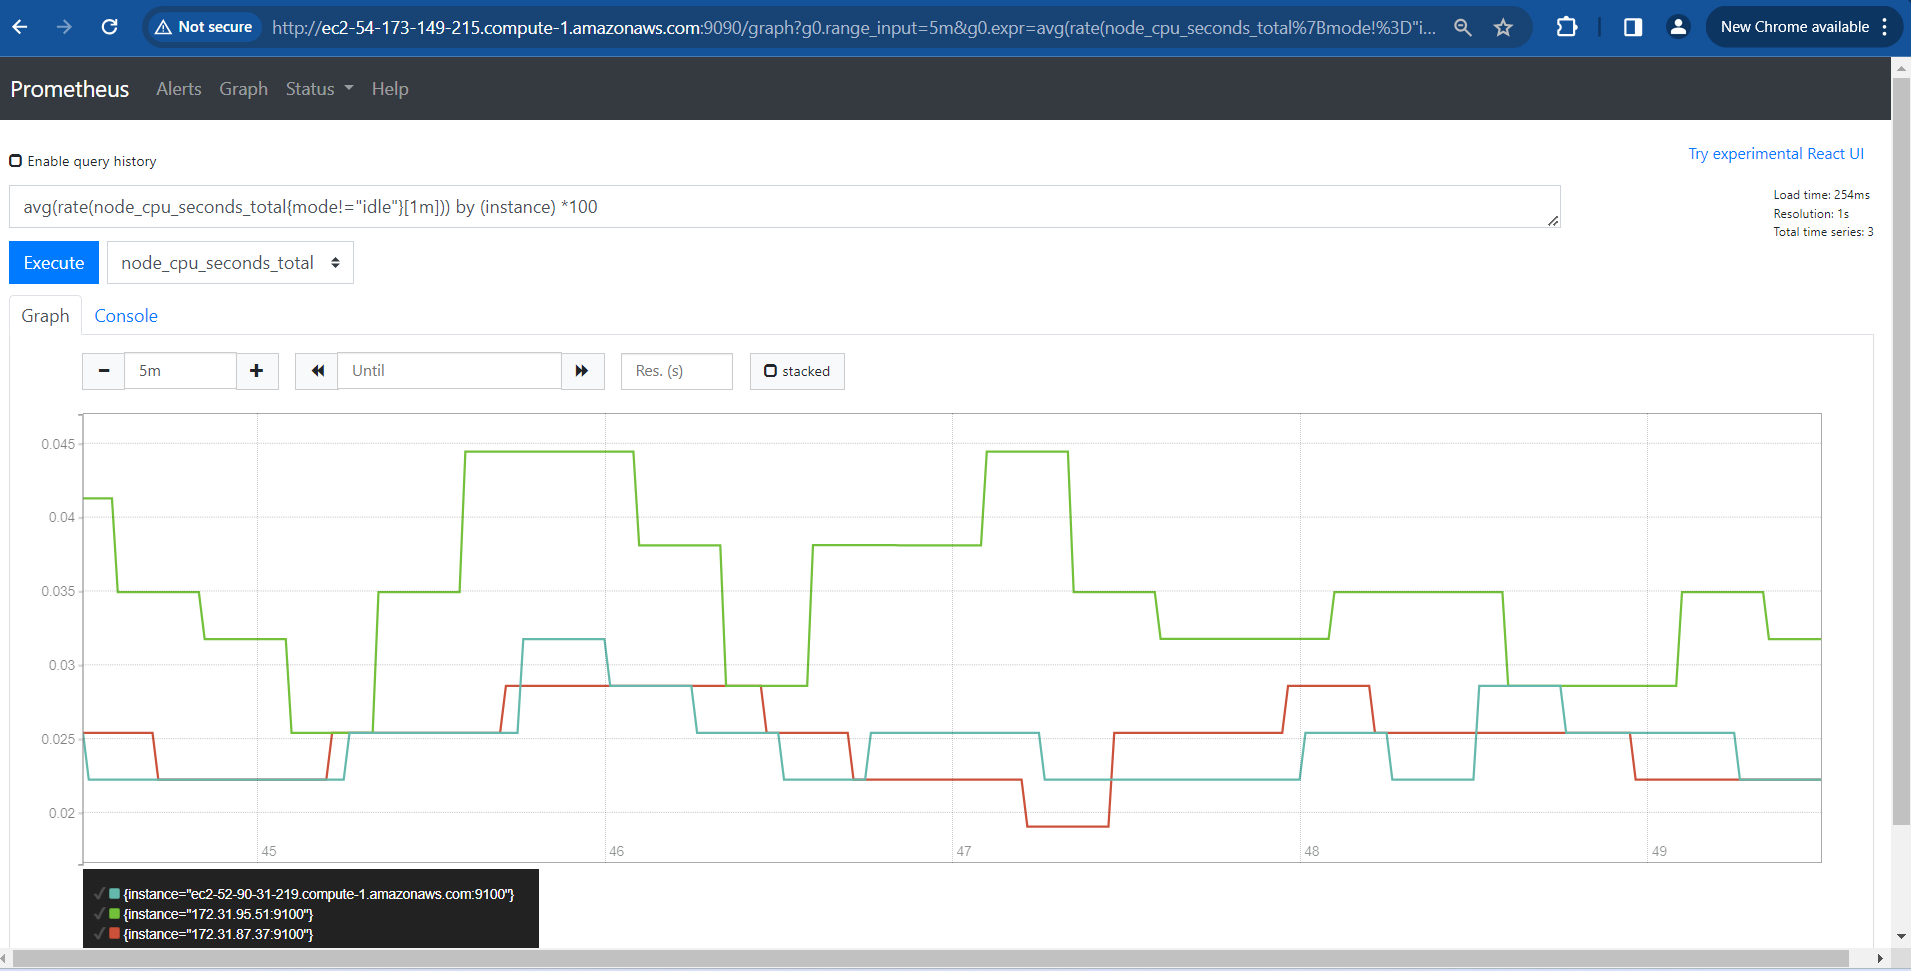 Not secure http://ec2-54-173-149-215.compute-1.amazonaws.com:9090/graph?g0.range_input=5m&g0.expr=avg(rate(node_cpu_seconds_total%7Bmode!%3D"i... New Chrome available
Prometheus Alerts Graph Status Help
Enable query history
Try experimental React UI
avg(rate(node_cpu_seconds_total{mode!="idle"}[1m])) by (instance) *100
Load time: 254ms
Resolution: 1s
Total time series: 3
Execute node_cpu_seconds_total
Graph Console
5m Until Res. (s) stacked
0.045
0.04
0.035
0.03
0.025
0.02
45 46 47 48 49
{instance="ec2-52-90-31-219.compute-1.amazonaws.com:9100"}
{instance="172.31.95.51:9100"}
{instance="172.31.87.37:9100"}